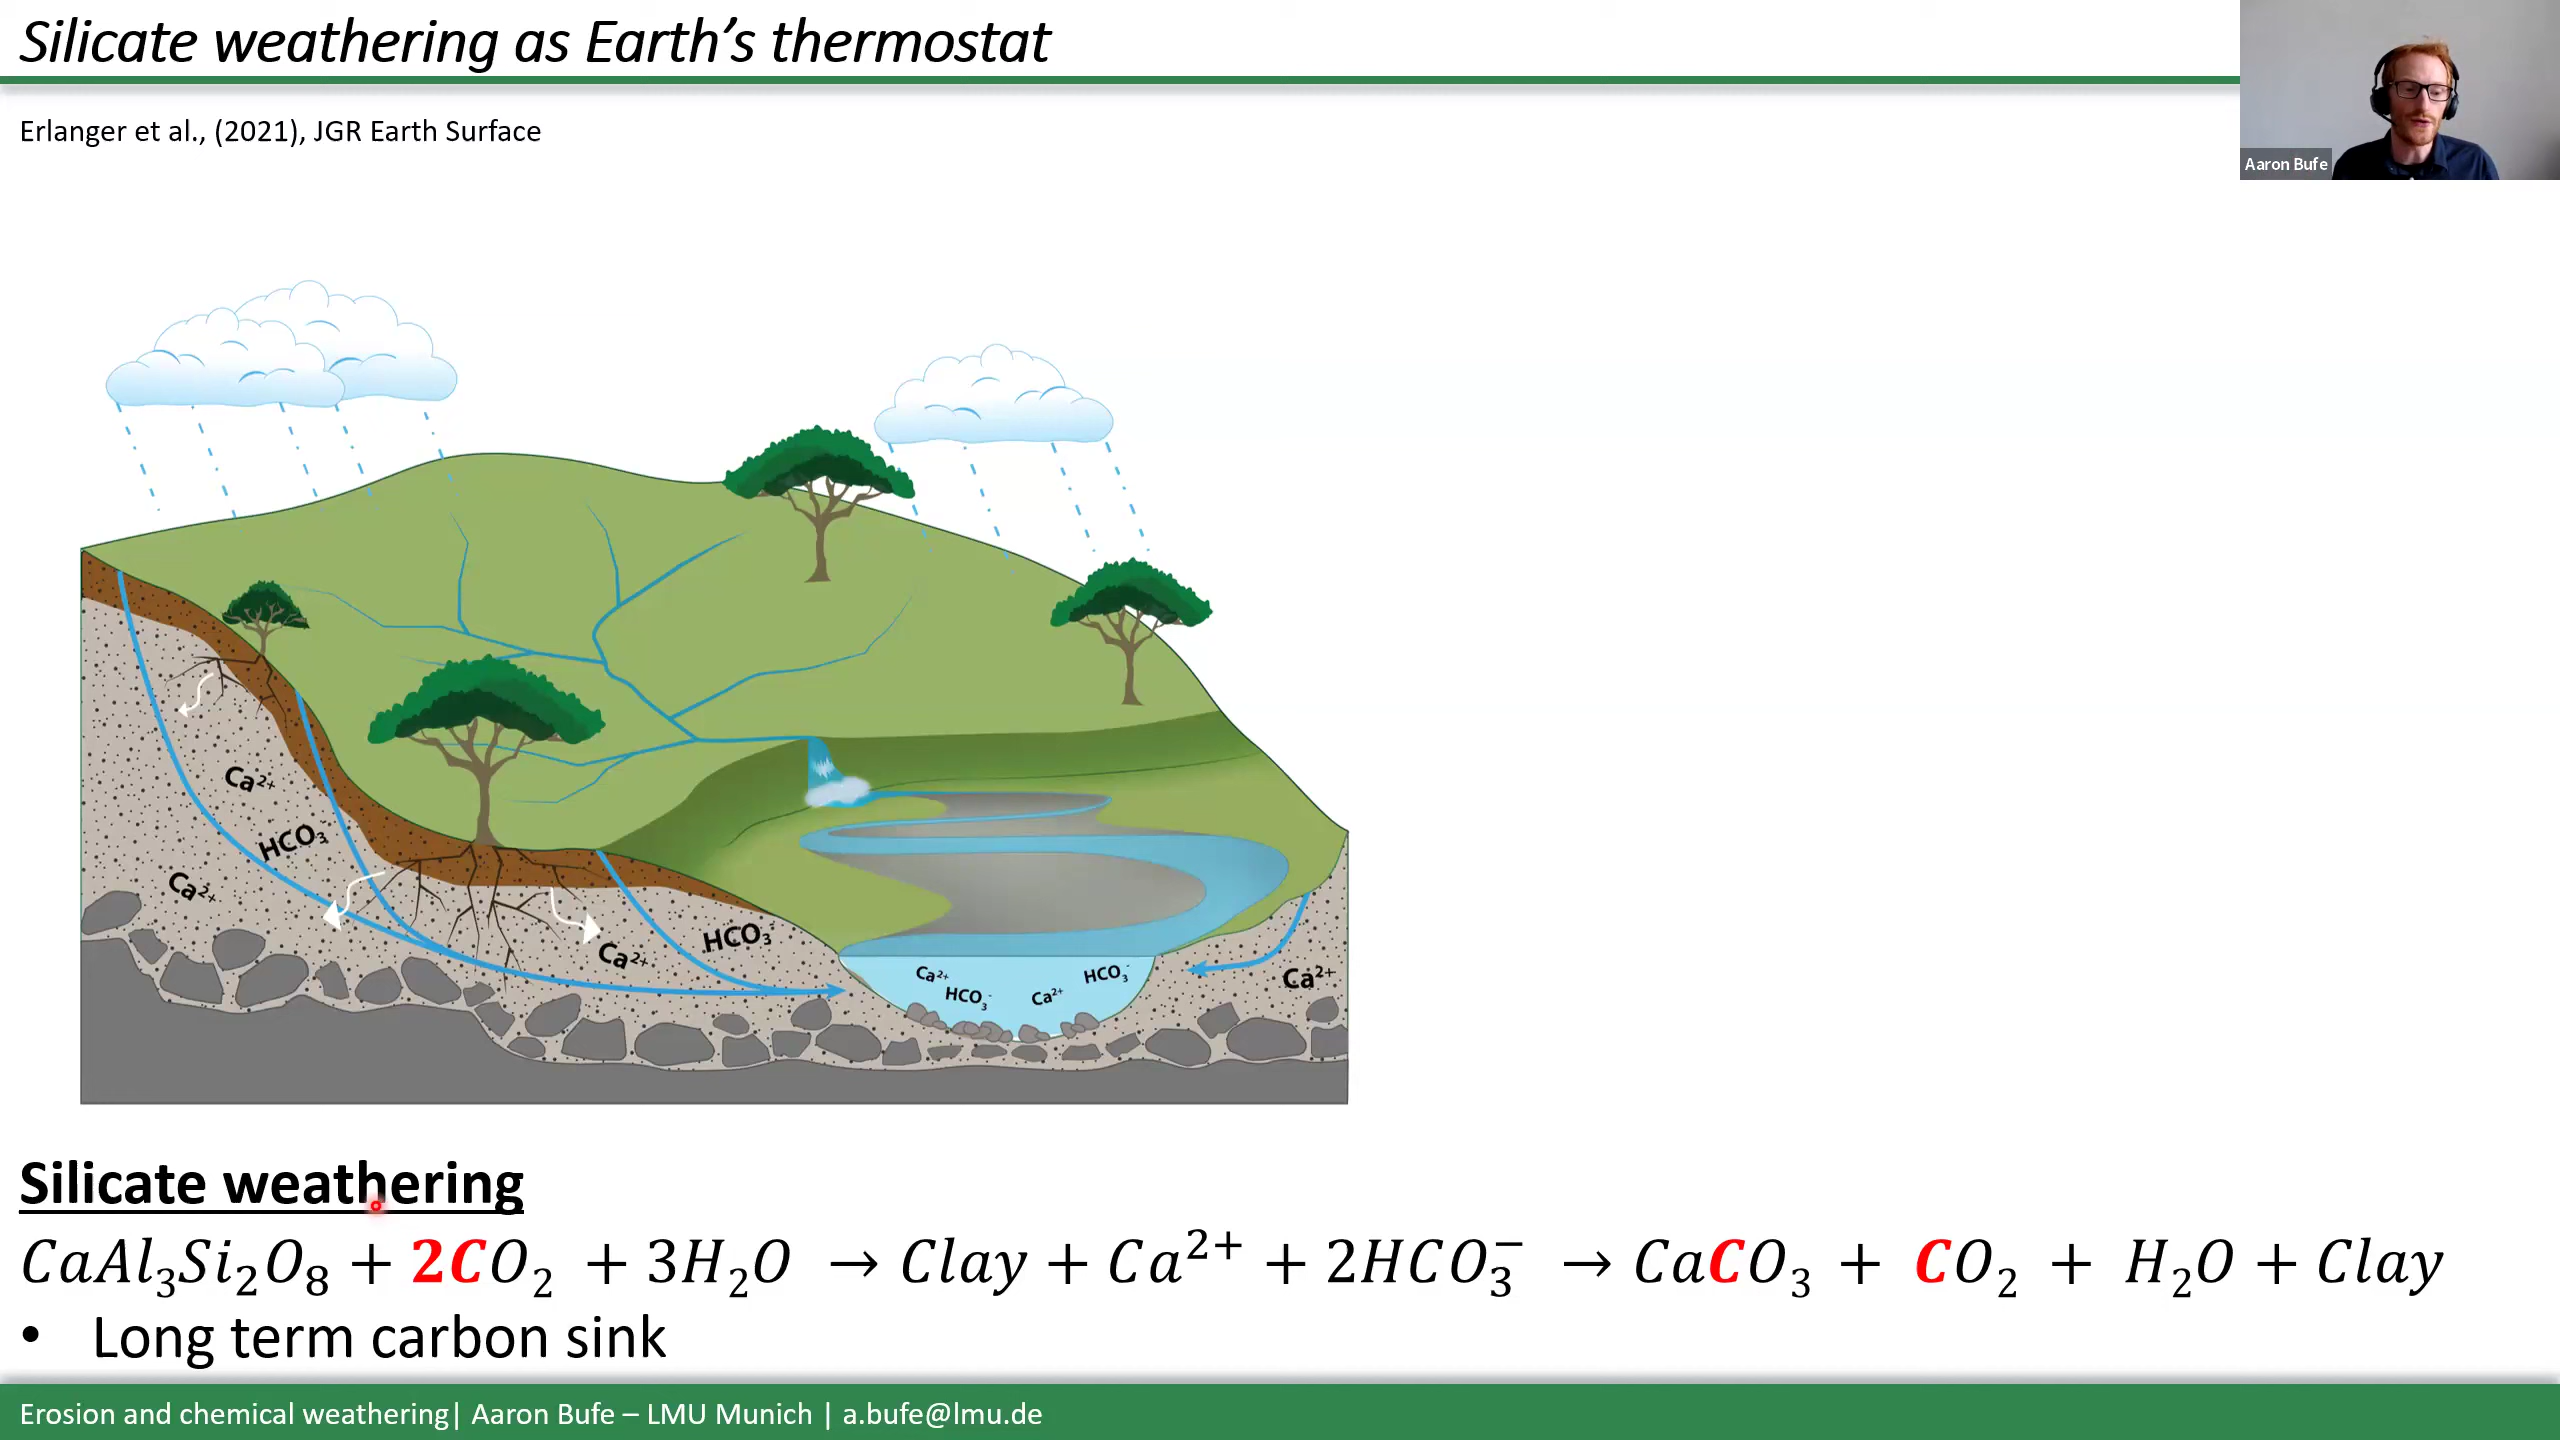 Silicate weathering as Earth's thermostat
Aaron Bufe
Erlanger et al., (2021), JGR Earth Surface
Ca²⁺
HCO₃⁻
Ca²⁺
Ca²⁺
HCO₃⁻
Ca²⁺
HCO₃⁻
Ca²⁺
HCO₃⁻
Ca²⁺
Silicate weathering
CaAl₃Si₂O₈ + 2CO₂ + 3H₂O → Clay + Ca²⁺ + 2HCO₃⁻ → CaCO₃ + CO₂ + H₂O + Clay
• Long term carbon sink
Erosion and chemical weathering| Aaron Bufe – LMU Munich | a.bufe@lmu.de